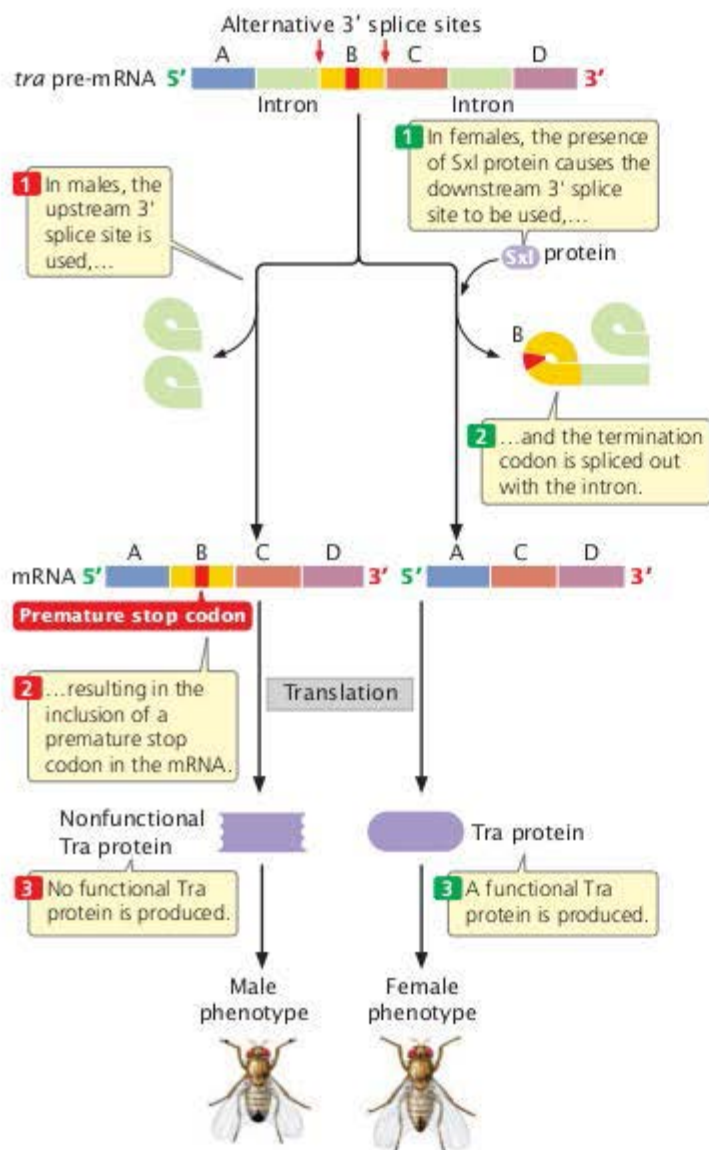 Alternative 3′ splice sites
A B C D
tra pre-mRNA 5′ 3′
Intron Intron
1 In females, the presence
of Sxl protein causes the
downstream 3′ splice
site to be used,...
1 In males, the
upstream 3′
splice site is
used,...
Sxl protein
B
2 ...and the termination
codon is spliced out
with the intron.
A B C D A C D
mRNA 5′ 3′ 5′ 3′
Premature stop codon
2 ...resulting in the
inclusion of a
premature stop
codon in the mRNA.
Translation
Nonfunctional
Tra protein
Tra protein
3 No functional Tra
protein is produced.
3 A functional Tra
protein is produced.
Male
phenotype
Female
phenotype